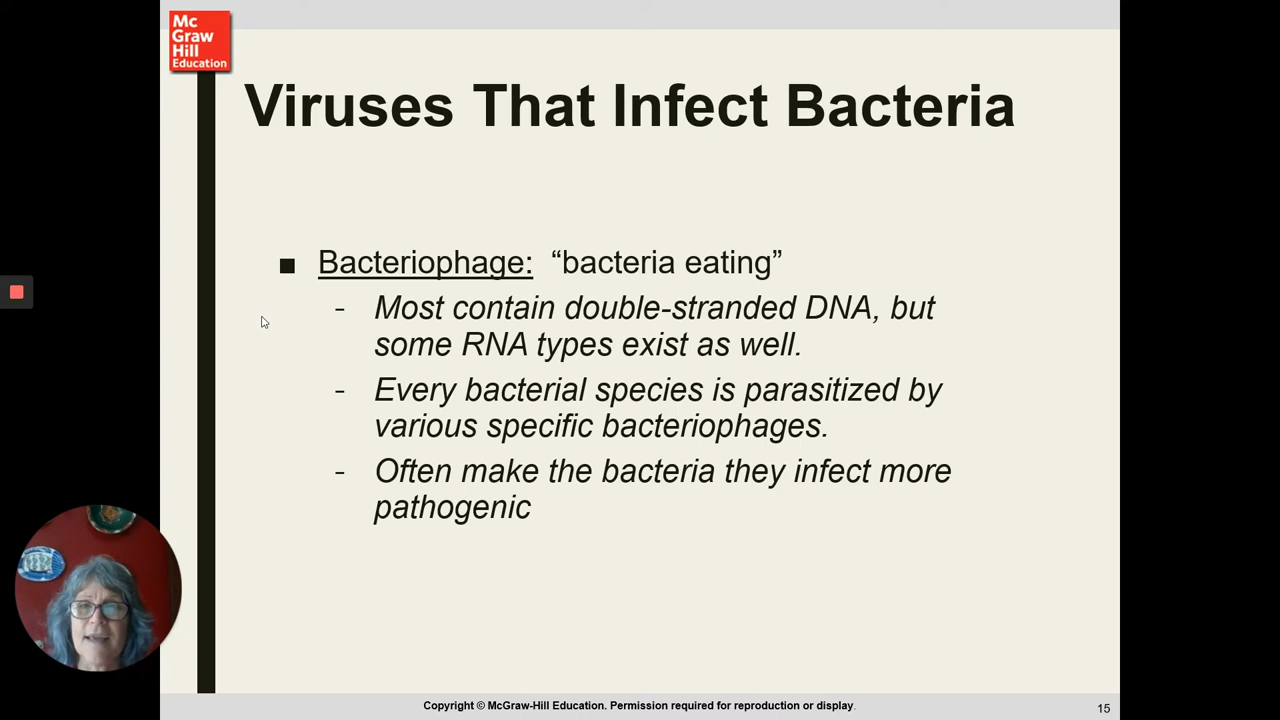 Mc
Graw
Hill
Education
Viruses That Infect Bacteria
■ Bacteriophage: “bacteria eating”
- Most contain double-stranded DNA, but
some RNA types exist as well.
- Every bacterial species is parasitized by
various specific bacteriophages.
- Often make the bacteria they infect more
pathogenic
Copyright © McGraw-Hill Education. Permission required for reproduction or display.
15